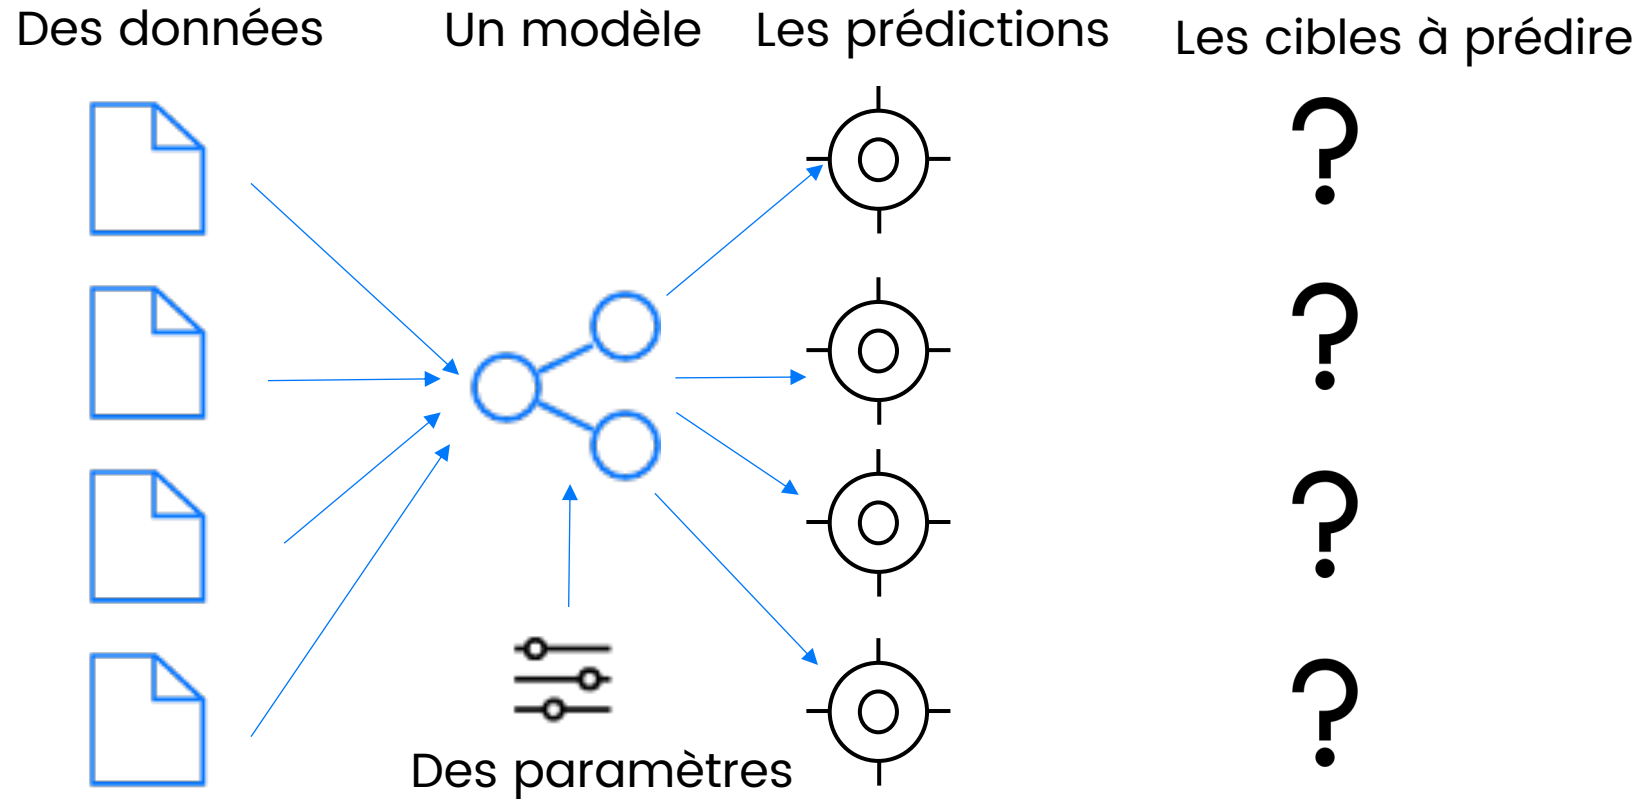 Des données
Un modèle
Les prédictions
Les cibles à prédire
?
?
?
?
Des paramètres